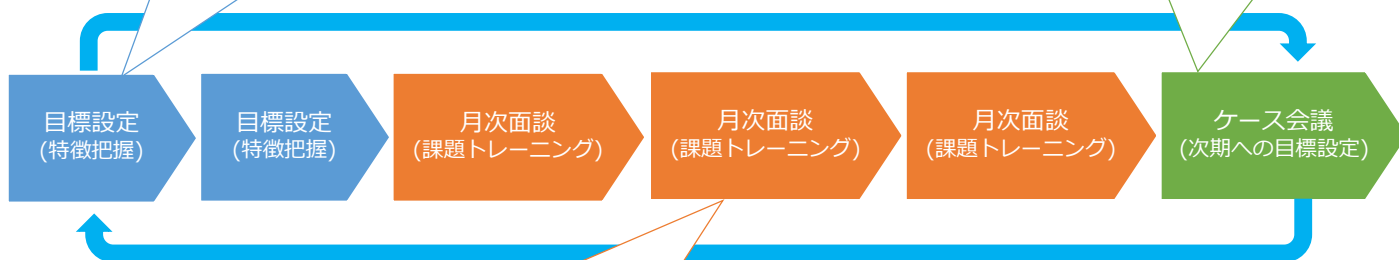 目標設定
(特徴把握)
目標設定
(特徴把握)
月次面談
(課題トレーニング)
月次面談
(課題トレーニング)
月次面談
(課題トレーニング)
ケース会議
(次期への目標設定)